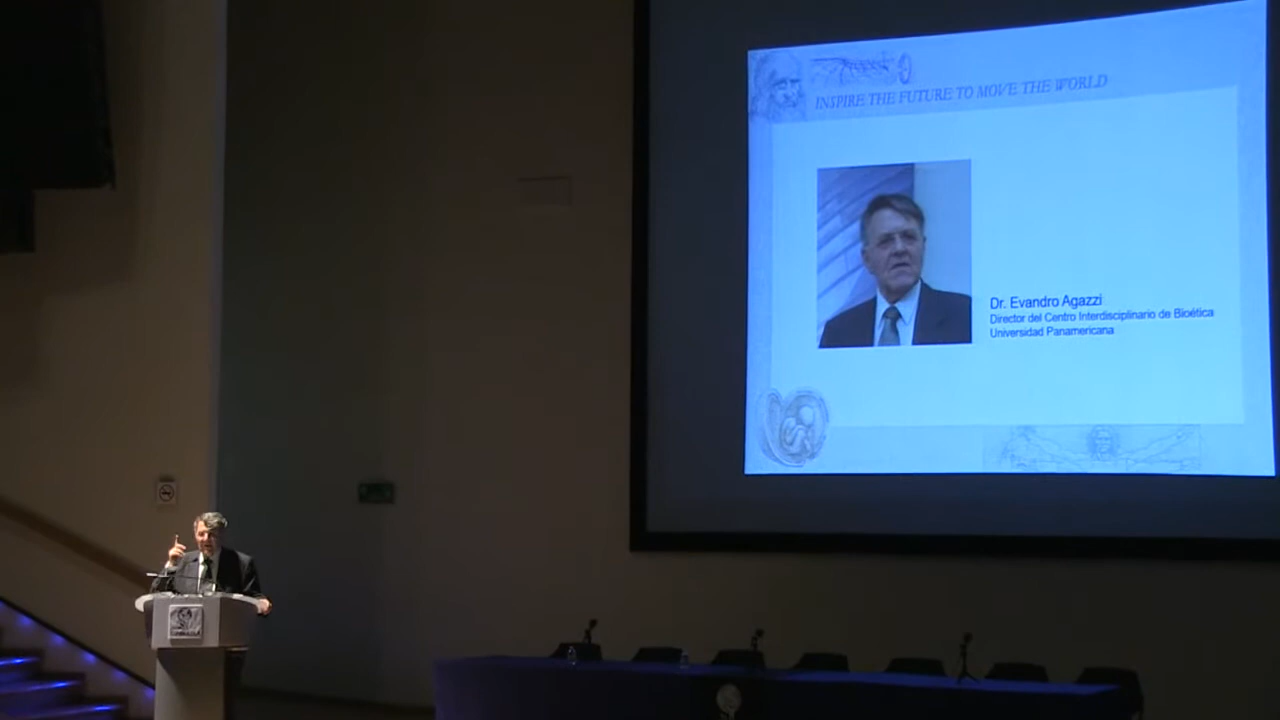 INSPIRE THE FUTURE TO MOVE THE WORLD
Dr. Evandro Agazzi
Director del Centro Interdisciplinario de Bioética
Universidad Panamericana